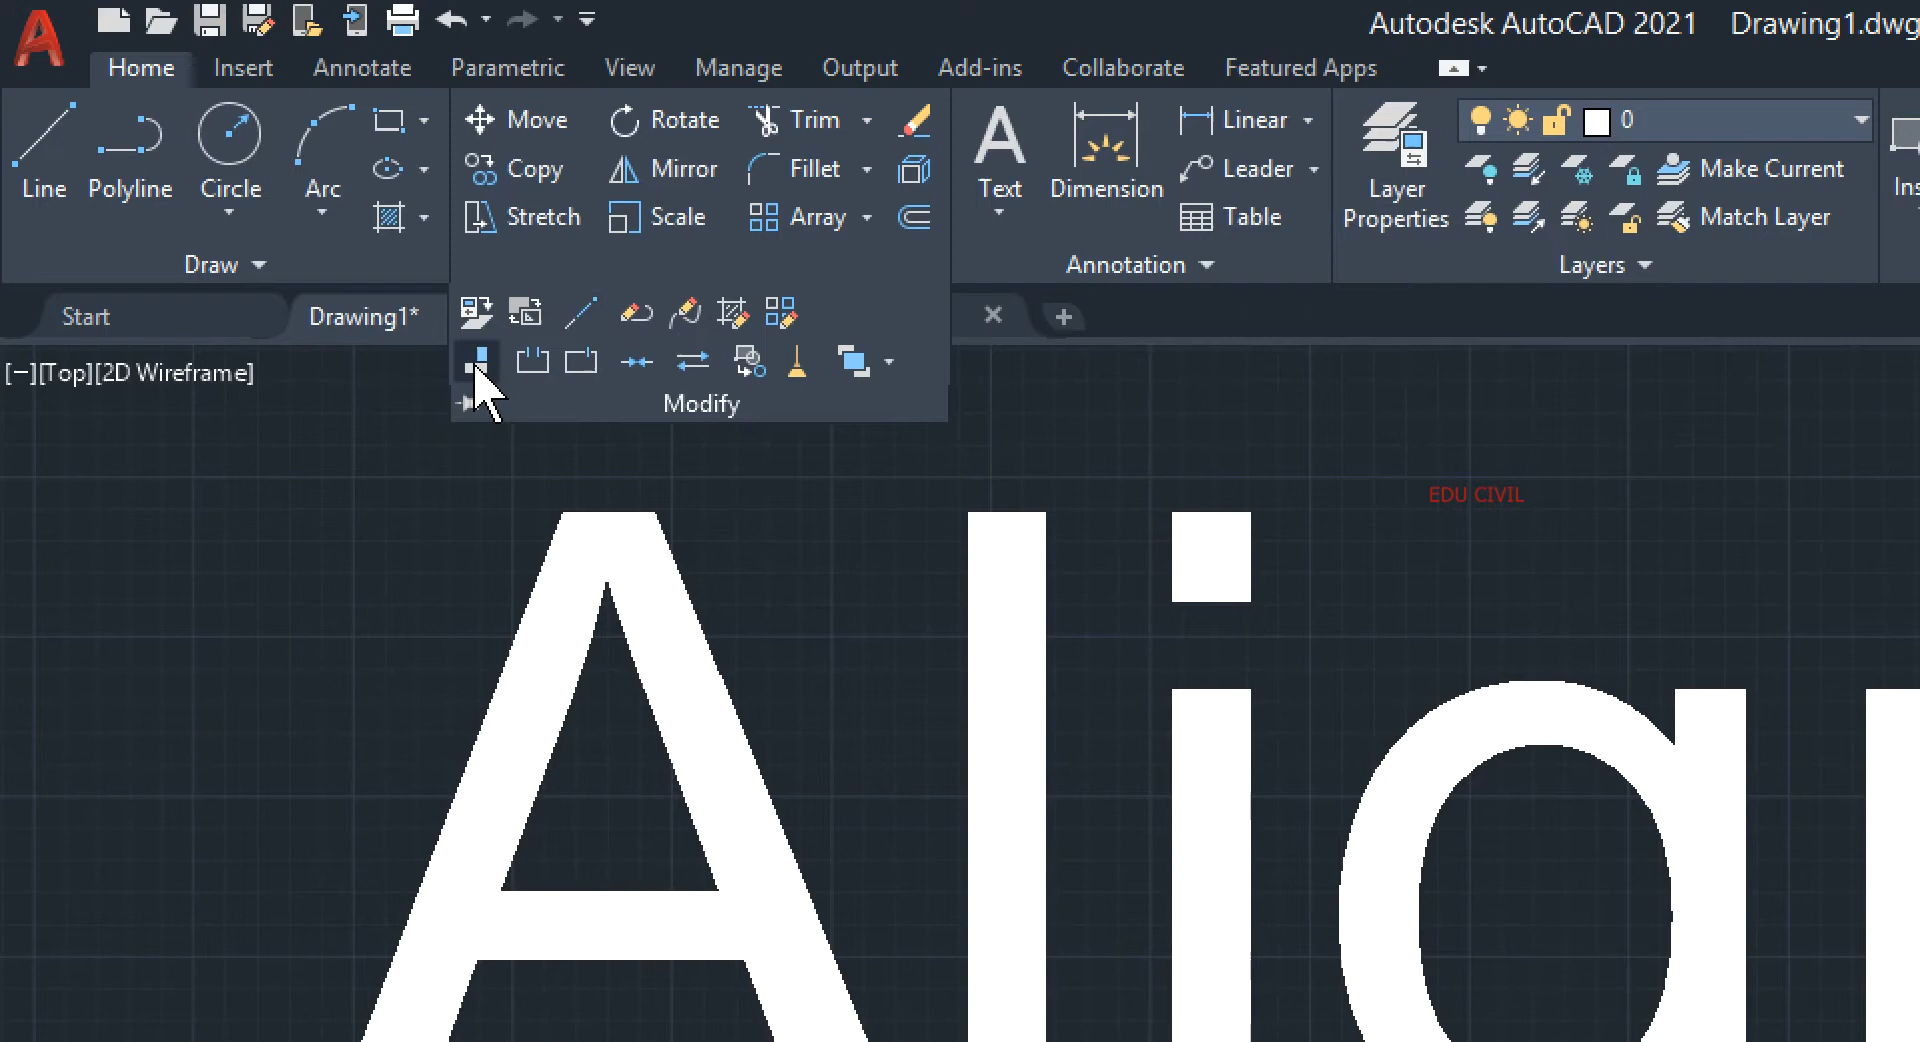 Autodesk AutoCAD 2021 Drawing1.dwg
Home Insert Annotate Parametric View Manage Output Add-ins Collaborate Featured Apps
Line Polyline Circle Arc
Move Rotate Trim
Copy Mirror Fillet
Stretch Scale Array
Text Dimension
Linear
Leader
Table
Layer Properties
0
Make Current
Match Layer
Draw
Annotation
Layers
Start Drawing1*
[−][Top][2D Wireframe]
Modify
EDU CIVIL